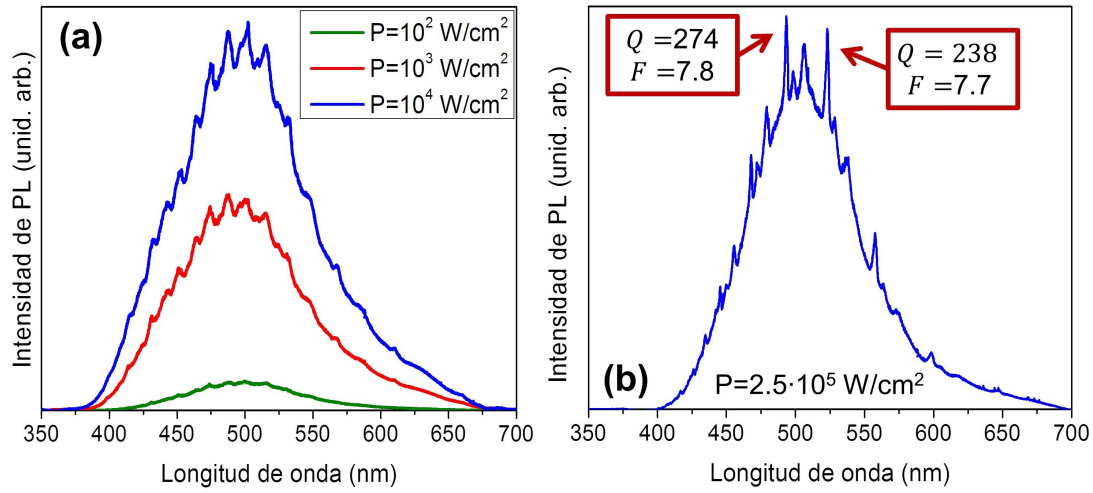 (a)
P=10² W/cm²
P=10³ W/cm²
P=10⁴ W/cm²
Intensidad de PL (unid. arb.)
350 400 450 500 550 600 650 700
Longitud de onda (nm)
Q =274
F =7.8
Q =238
F =7.7
Intensidad de PL (unid. arb.)
(b)
P=2.5·10⁵ W/cm²
350 400 450 500 550 600 650 700
Longitud de onda (nm)